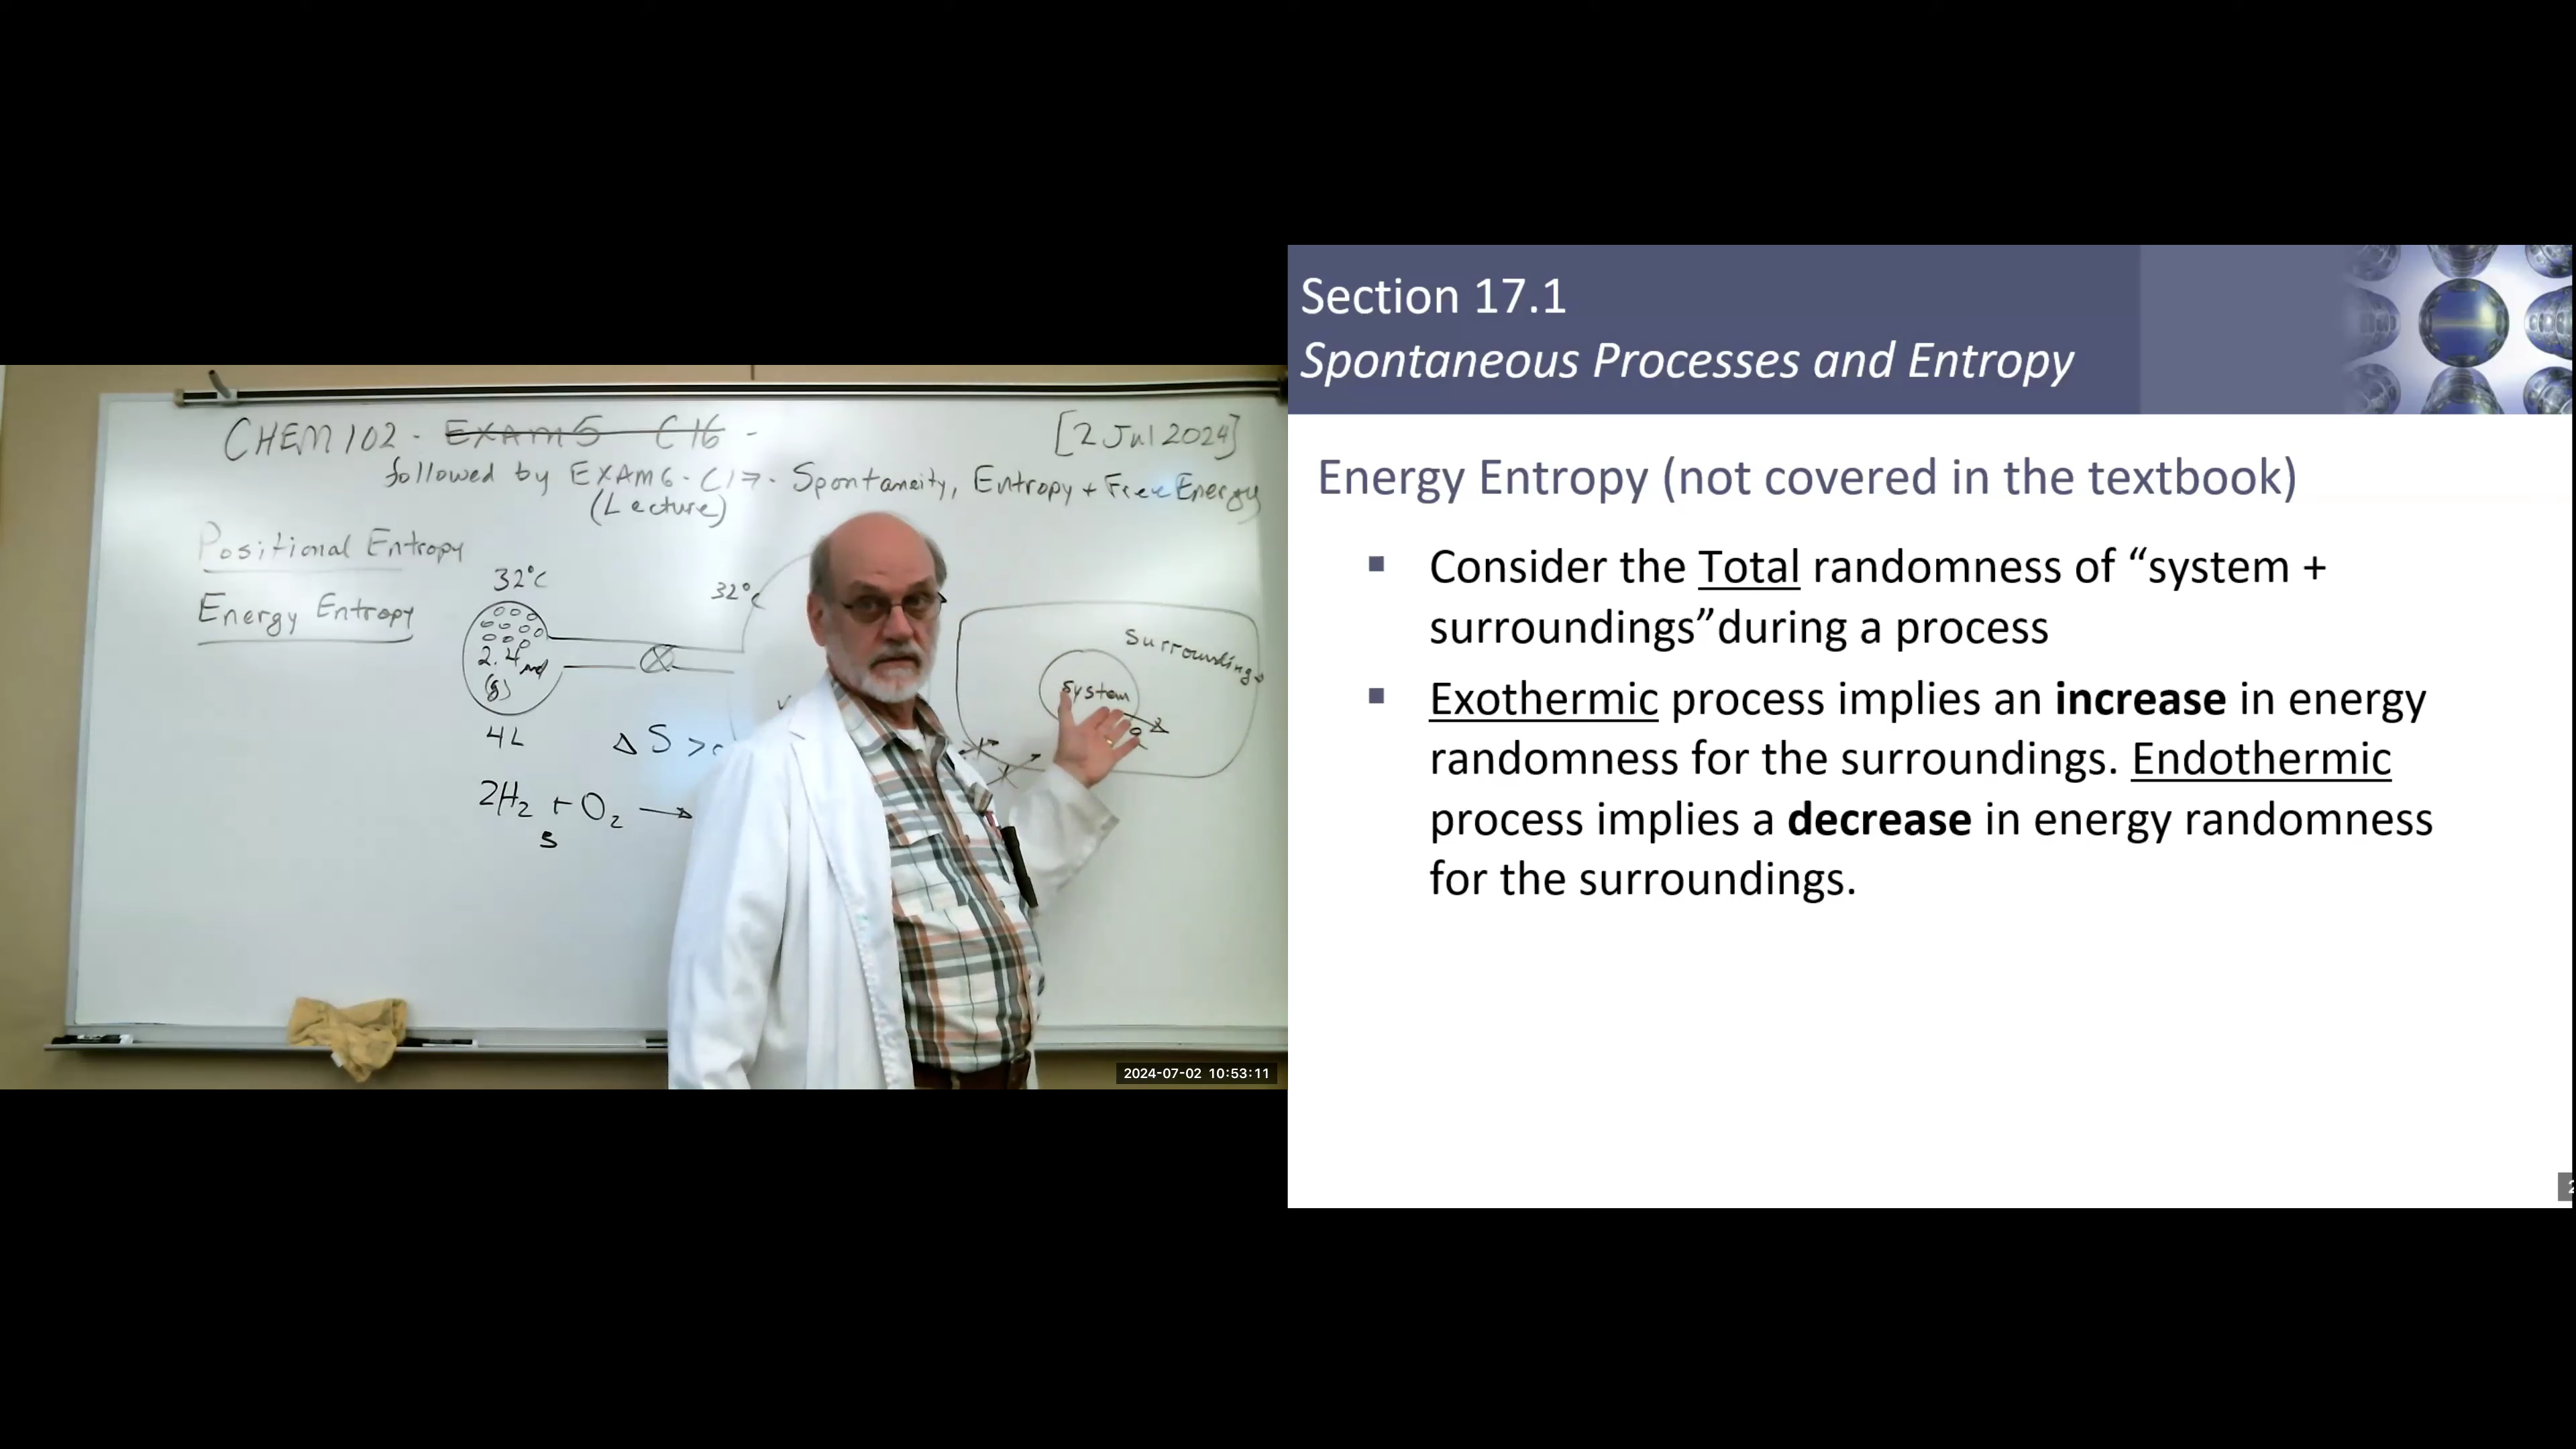 CHEM 102 - EXAM 5 C16 -
[2 Jul 2024]
followed by EXAM 6 - C17 - Spontaneity, Entropy + Free Energy
(Lecture)
Positional Entropy
Energy Entropy
32°C
2.4 mol
(g)
4L
32°C
Surroundings
System
Δ S >
2H₂ + O₂ →
s
2024-07-02 10:53:11
Section 17.1
Spontaneous Processes and Entropy
Energy Entropy (not covered in the textbook)
▪ Consider the Total randomness of “system +
surroundings”during a process
▪ Exothermic process implies an increase in energy
randomness for the surroundings. Endothermic
process implies a decrease in energy randomness
for the surroundings.